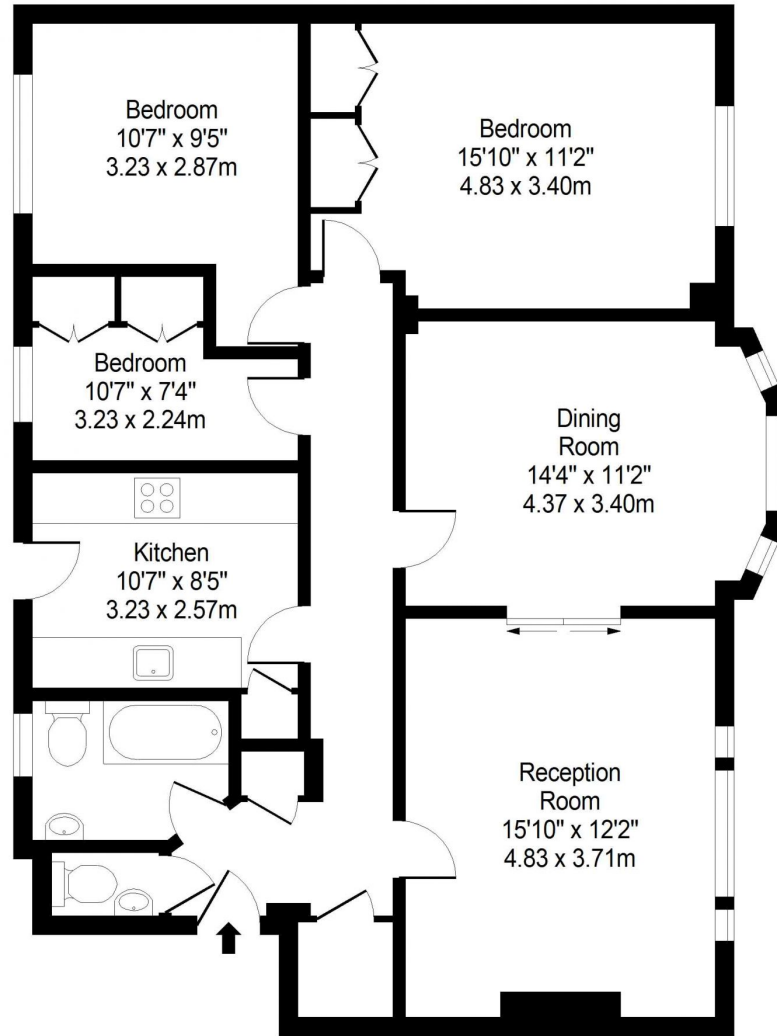 Bedroom
10'7" x 9'5"
3.23 x 2.87m
Bedroom
15'10" x 11'2"
4.83 x 3.40m
Bedroom
10'7" x 7'4"
3.23 x 2.24m
Dining
Room
14'4" x 11'2"
4.37 x 3.40m
Kitchen
10'7" x 8'5"
3.23 x 2.57m
Reception
Room
15'10" x 12'2"
4.83 x 3.71m